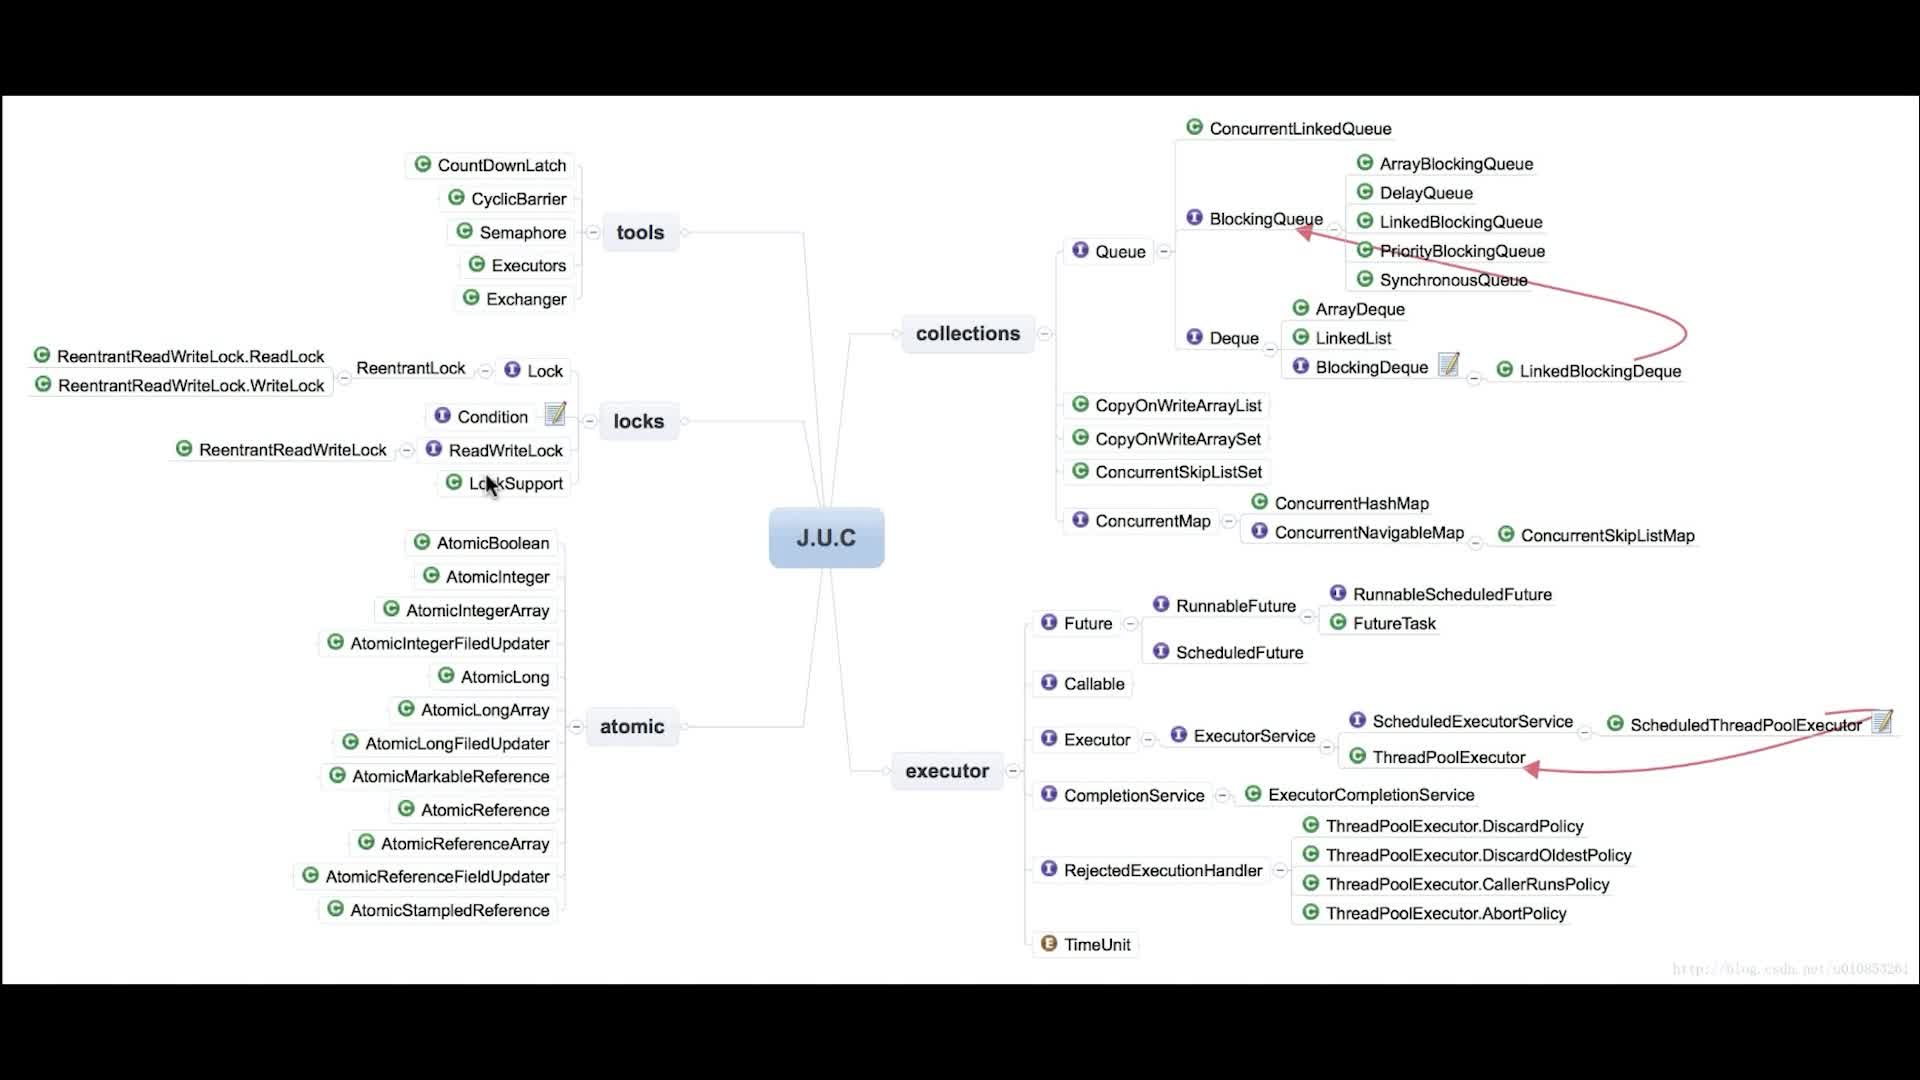 CountDownLatch
CyclicBarrier
Semaphore
Executors
Exchanger
tools
ReentrantReadWriteLock.ReadLock
ReentrantReadWriteLock.WriteLock
ReentrantLock
Lock
Condition
ReentrantReadWriteLock
ReadWriteLock
LockSupport
locks
AtomicBoolean
AtomicInteger
AtomicIntegerArray
AtomicIntegerFiledUpdater
AtomicLong
AtomicLongArray
AtomicLongFiledUpdater
AtomicMarkableReference
AtomicReference
AtomicReferenceArray
AtomicReferenceFieldUpdater
AtomicStampedReference
atomic
J.U.C
collections
Queue
ConcurrentLinkedQueue
BlockingQueue
ArrayBlockingQueue
DelayQueue
LinkedBlockingQueue
PriorityBlockingQueue
SynchronousQueue
Deque
ArrayDeque
LinkedList
BlockingDeque
LinkedBlockingDeque
CopyOnWriteArrayList
CopyOnWriteArraySet
ConcurrentSkipListSet
ConcurrentMap
ConcurrentHashMap
ConcurrentNavigableMap
ConcurrentSkipListMap
executor
Future
RunnableFuture
RunnableScheduledFuture
FutureTask
ScheduledFuture
Callable
Executor
ExecutorService
ScheduledExecutorService
ScheduledThreadPoolExecutor
ThreadPoolExecutor
CompletionService
ExecutorCompletionService
RejectedExecutionHandler
ThreadPoolExecutor.DiscardPolicy
ThreadPoolExecutor.DiscardOldestPolicy
ThreadPoolExecutor.CallerRunsPolicy
ThreadPoolExecutor.AbortPolicy
TimeUnit
http://blog.csdn.net/u010853261